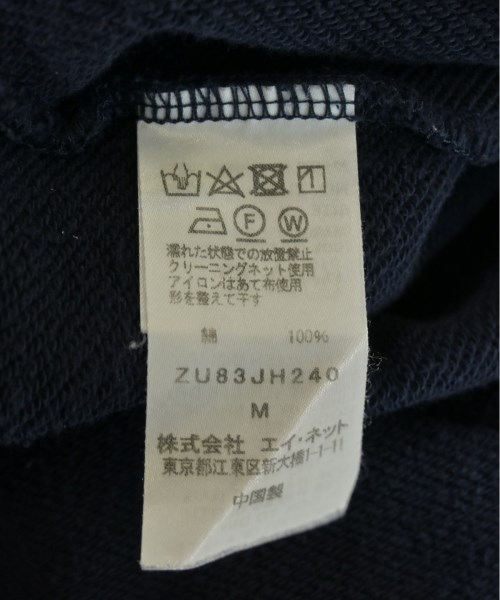 F W
濡れた状態での放置禁止
クリーニングネット使用
アイロンはあて布使用
形を整えて干す
綿 100%
ZU83JH240
M
株式会社 エイ・ネット
東京都江東区新大橋1-1-11
中国製